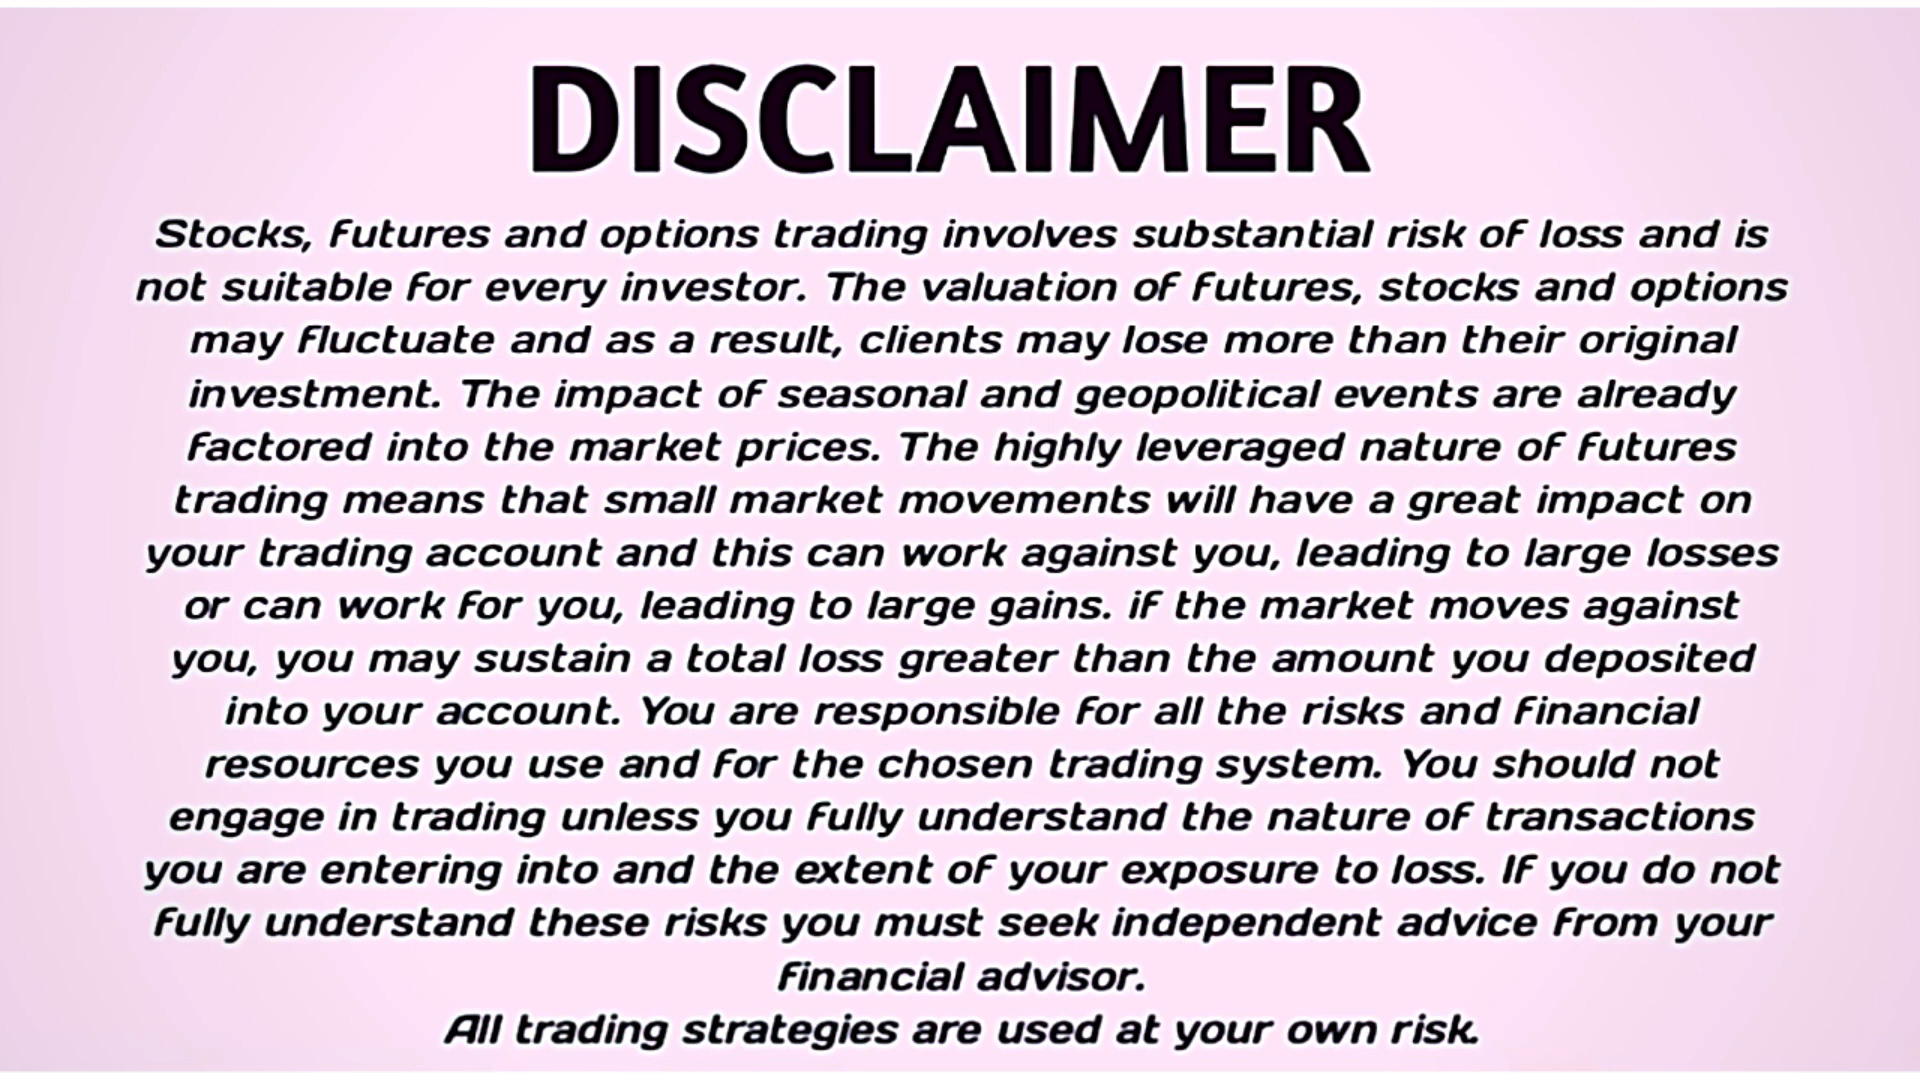 DISCLAIMER
Stocks, futures and options trading involves substantial risk of loss and is
not suitable for every investor. The valuation of futures, stocks and options
may fluctuate and as a result, clients may lose more than their original
investment. The impact of seasonal and geopolitical events are already
factored into the market prices. The highly leveraged nature of futures
trading means that small market movements will have a great impact on
your trading account and this can work against you, leading to large losses
or can work for you, leading to large gains. if the market moves against
you, you may sustain a total loss greater than the amount you deposited
into your account. You are responsible for all the risks and financial
resources you use and for the chosen trading system. You should not
engage in trading unless you fully understand the nature of transactions
you are entering into and the extent of your exposure to loss. If you do not
fully understand these risks you must seek independent advice from your
financial advisor.
All trading strategies are used at your own risk.